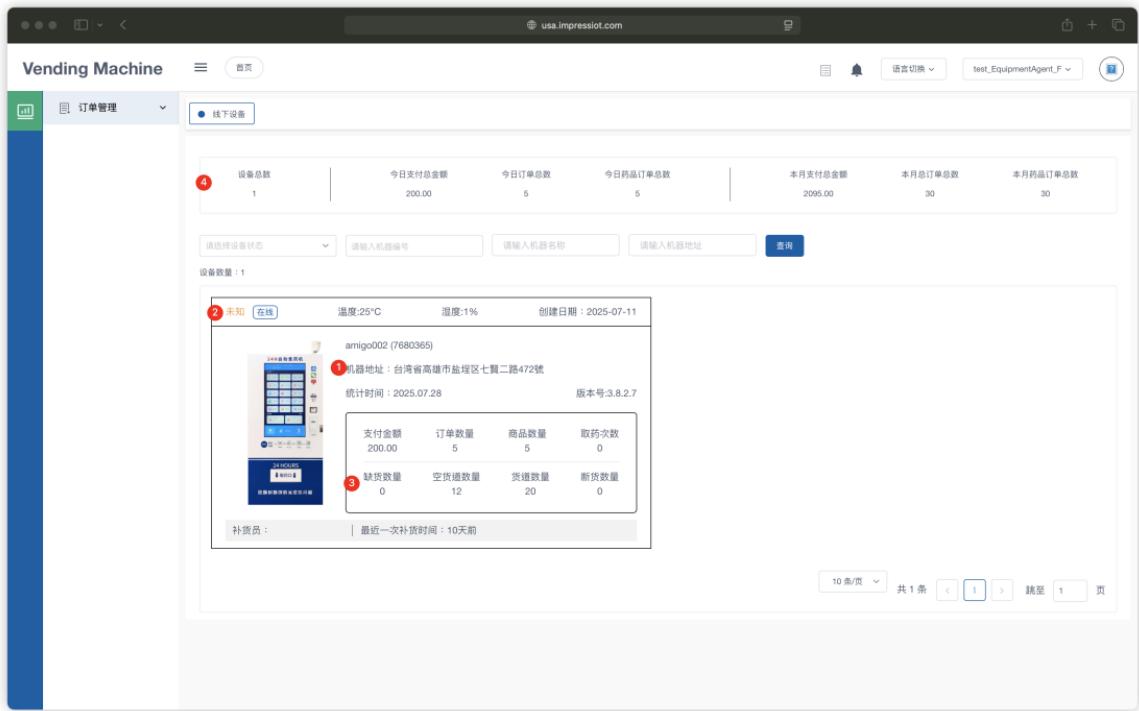 usa.impressiot.com
Vending Machine
首页
语言切换
test_EquipmentAgent_F
订单管理
线下设备
4
设备总数
今日支付总金额
今日订单总数
今日药品订单总数
本月支付总金额
本月总订单总数
本月药品订单总数
1
200.00
5
5
2095.00
30
30
请选择设备状态
请输入机器编号
请输入机器名称
请输入机器地址
查询
设备数量：1
2
未知
在线
温度:25°C
湿度:1%
创建日期：2025-07-11
amigo002 (7680365)
1
机器地址：台湾省高雄市盐埕区七賢二路472號
统计时间：2025.07.28
版本号:3.8.2.7
支付金额
订单数量
商品数量
取药次数
200.00
5
5
0
3
缺货数量
空货道数量
货道数量
断货数量
0
12
20
0
24 HOURS
补货员：
最近一次补货时间：10天前
10 条/页
共 1 条
1
跳至
1
页